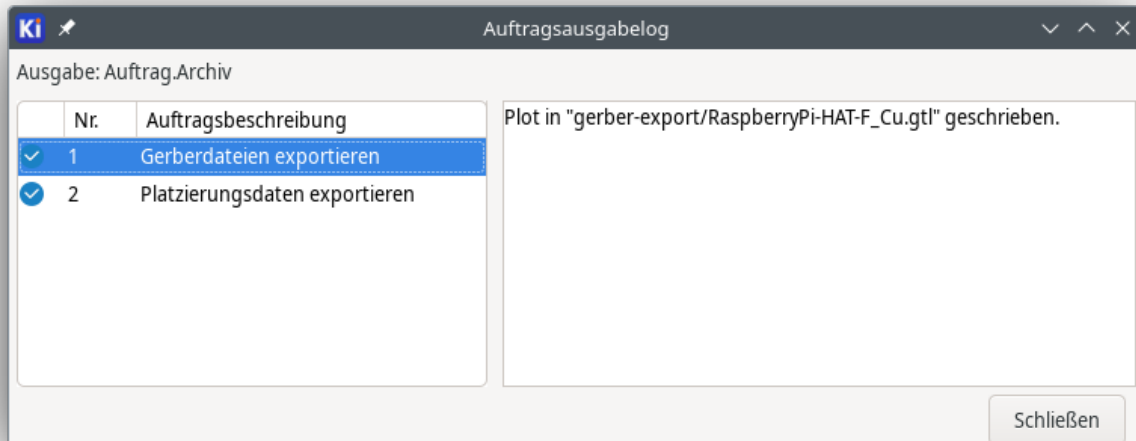 Ki
Auftragsausgabelog
Ausgabe: Auftrag.Archiv
Nr. Auftragsbeschreibung
1 Gerberdateien exportieren
2 Platzierungsdaten exportieren
Plot in "gerber-export/RaspberryPi-HAT-F_Cu.gtl" geschrieben.
Schließen